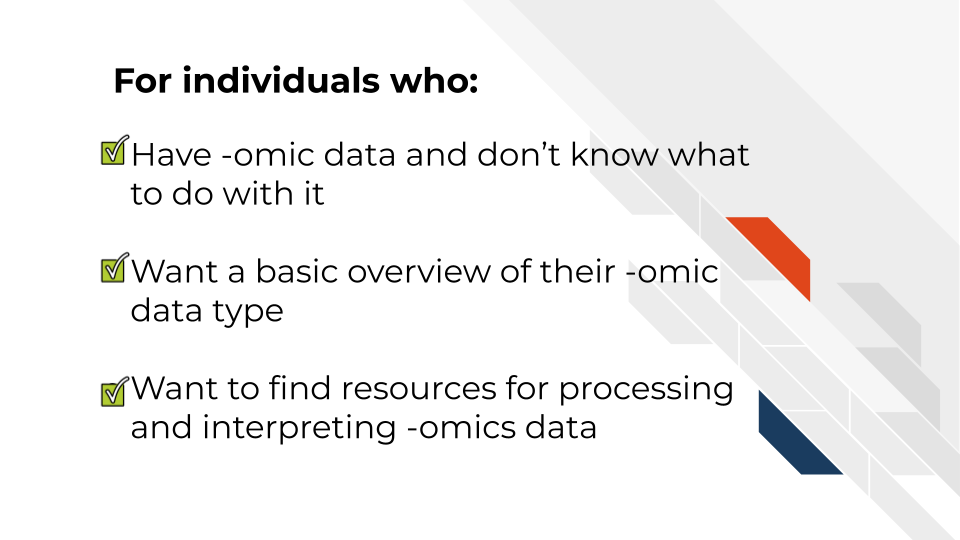 For individuals who:
Have -omic data and don’t know what
to do with it
Want a basic overview of their -omic
data type
Want to find resources for processing
and interpreting -omics data